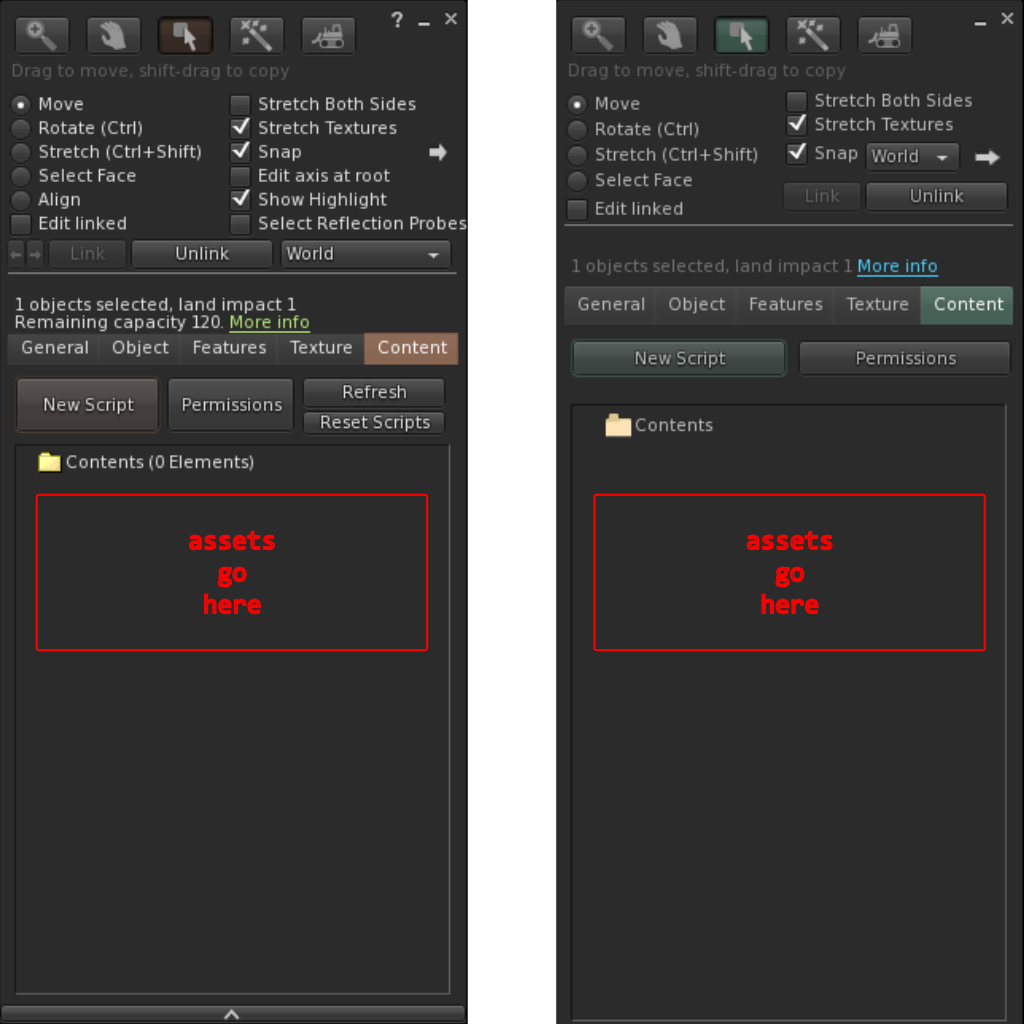 ?
Drag to move, shift-drag to copy
Move
Stretch Both Sides
Rotate (Ctrl)
Stretch Textures
Stretch (Ctrl+Shift)
Snap
Select Face
Edit axis at root
Align
Show Highlight
Edit linked
Select Reflection Probes
Link
Unlink
World
1 objects selected, land impact 1
Remaining capacity 120. More info
General Object Features Texture Content
New Script
Permissions
Refresh
Reset Scripts
Contents (0 Elements)
assets
go
here
Drag to move, shift-drag to copy
Move
Stretch Both Sides
Rotate (Ctrl)
Stretch Textures
Stretch (Ctrl+Shift)
Snap
World
Select Face
Link
Unlink
Edit linked
1 objects selected, land impact 1 More info
General Object Features Texture Content
New Script
Permissions
Contents
assets
go
here